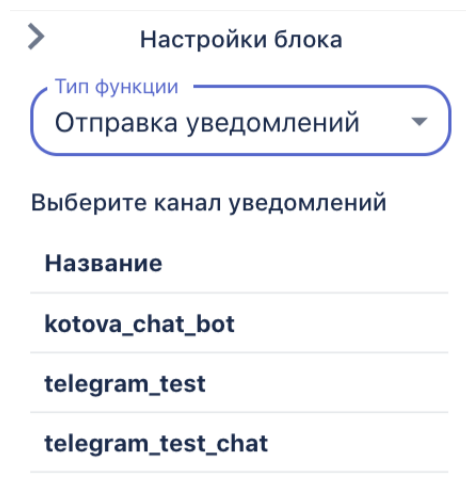 Настройки блока
Тип функции
Отправка уведомлений
Выберите канал уведомлений
Название
kotova_chat_bot
telegram_test
telegram_test_chat